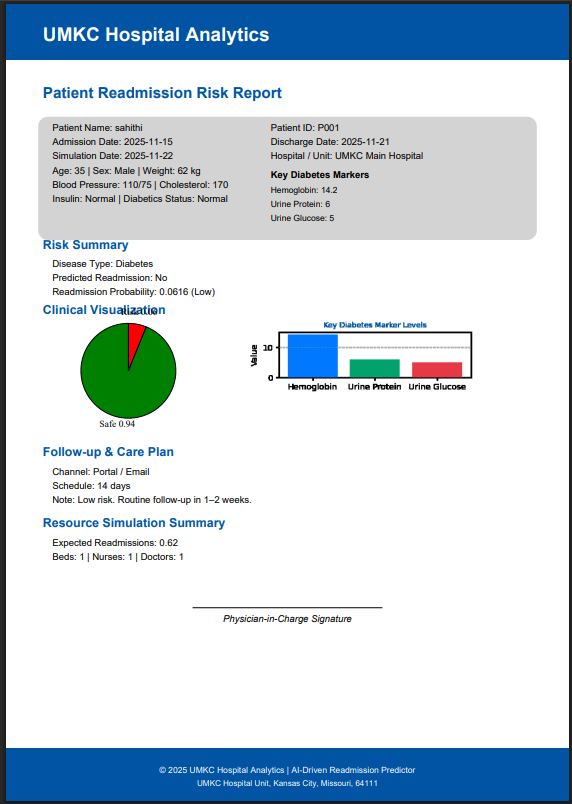 UMKC Hospital Analytics
Patient Readmission Risk Report
Patient Name: sahithi
Admission Date: 2025-11-15
Simulation Date: 2025-11-22
Age: 35 | Sex: Male | Weight: 62 kg
Blood Pressure: 110/75 | Cholesterol: 170
Insulin: Normal | Diabetics Status: Normal
Patient ID: P001
Discharge Date: 2025-11-21
Hospital / Unit: UMKC Main Hospital
Key Diabetes Markers
Hemoglobin: 14.2
Urine Protein: 6
Urine Glucose: 5
Risk Summary
Disease Type: Diabetes
Predicted Readmission: No
Readmission Probability: 0.0616 (Low)
Clinical Visualization
Safe 0.94
Key Diabetes Marker Levels
Value
10
0
Hemoglobin
Urine Protein
Urine Glucose
Follow-up & Care Plan
Channel: Portal / Email
Schedule: 14 days
Note: Low risk. Routine follow-up in 1–2 weeks.
Resource Simulation Summary
Expected Readmissions: 0.62
Beds: 1 | Nurses: 1 | Doctors: 1
Physician-in-Charge Signature
© 2025 UMKC Hospital Analytics | AI-Driven Readmission Predictor
UMKC Hospital Unit, Kansas City, Missouri, 64111